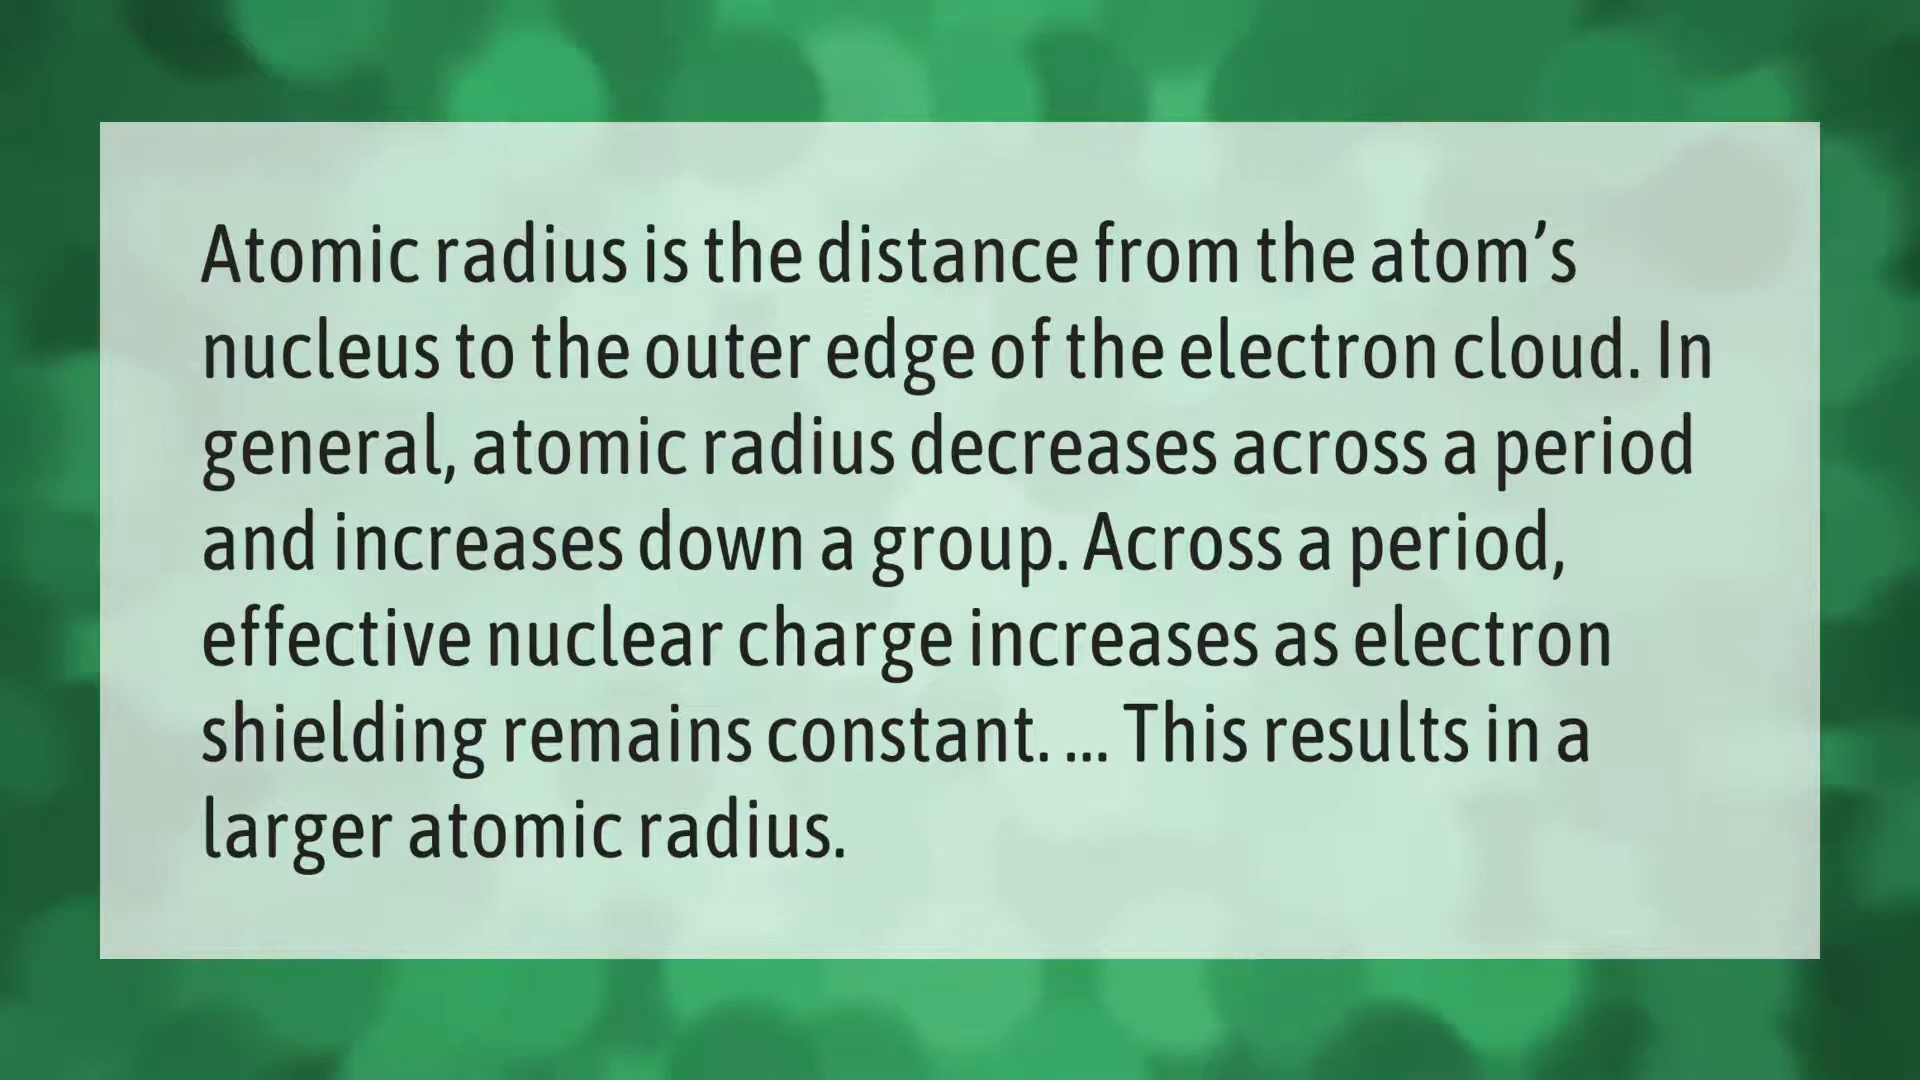 Atomic radius is the distance from the atom’s
nucleus to the outer edge of the electron cloud. In
general, atomic radius decreases across a period
and increases down a group. Across a period,
effective nuclear charge increases as electron
shielding remains constant. ... This results in a
larger atomic radius.